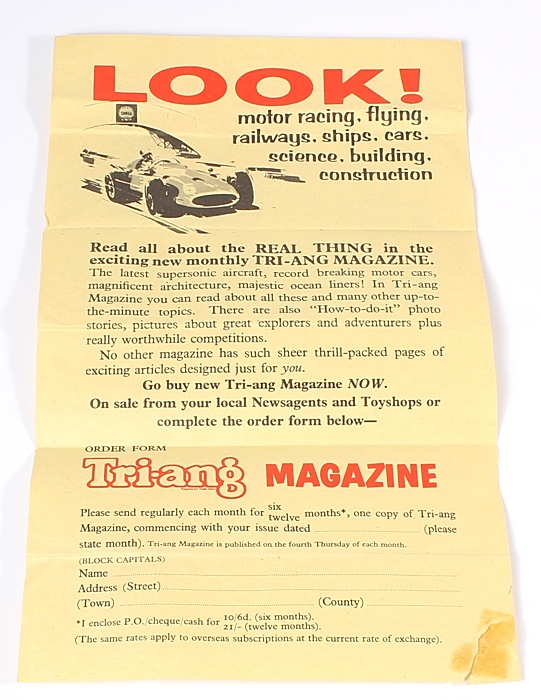 LOOK!
motor racing, flying,
railways, ships, cars,
science, building,
construction
Read all about the REAL THING in the
exciting new monthly TRI-ANG MAGAZINE.
The latest supersonic aircraft, record breaking motor cars,
magnificent architecture, majestic ocean liners! In Tri-ang
Magazine you can read about all these and many other up-to-
the-minute topics. There are also "How-to-do-it" photo
stories, pictures about great explorers and adventurers plus
really worthwhile competitions.
No other magazine has such sheer thrill-packed pages of
exciting articles designed just for you.
Go buy new Tri-ang Magazine NOW.
On sale from your local Newsagents and Toyshops or
complete the order form below—
ORDER FORM
Tri-ang MAGAZINE
Please send regularly each month for six
twelve months*, one copy of Tri-ang
Magazine, commencing with your issue dated (please
state month). Tri-ang Magazine is published on the fourth Thursday of each month.
(BLOCK CAPITALS)
Name
Address (Street)
(Town) (County)
*I enclose P.O./cheque/cash for 10/6d. (six months).
21/- (twelve months).
(The same rates apply to overseas subscriptions at the current rate of exchange).